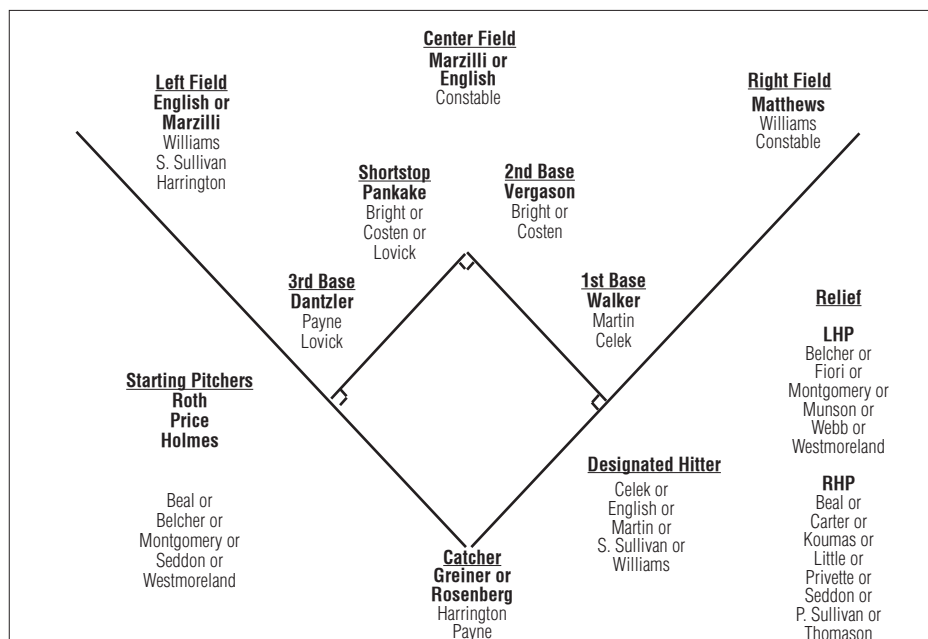 Center Field
Marzilli or
English
Constable
Left Field
English or
Marzilli
Williams
S. Sullivan
Harrington
Right Field
Matthews
Williams
Constable
Shortstop
Pankake
Bright or
Costen or
Lovick
2nd Base
Vergason
Bright or
Costen
3rd Base
Dantzler
Payne
Lovick
1st Base
Walker
Martin
Celek
Starting Pitchers
Roth
Price
Holmes
Beal or
Belcher or
Montgomery or
Seddon or
Westmoreland
Catcher
Greiner or
Rosenberg
Harrington
Payne
Designated Hitter
Celek or
English or
Martin or
S. Sullivan or
Williams
Relief
LHP
Belcher or
Fiori or
Montgomery or
Munson or
Webb or
Westmoreland
RHP
Beal or
Carter or
Koumas or
Little or
Privette or
Seddon or
P. Sullivan or
Thomason